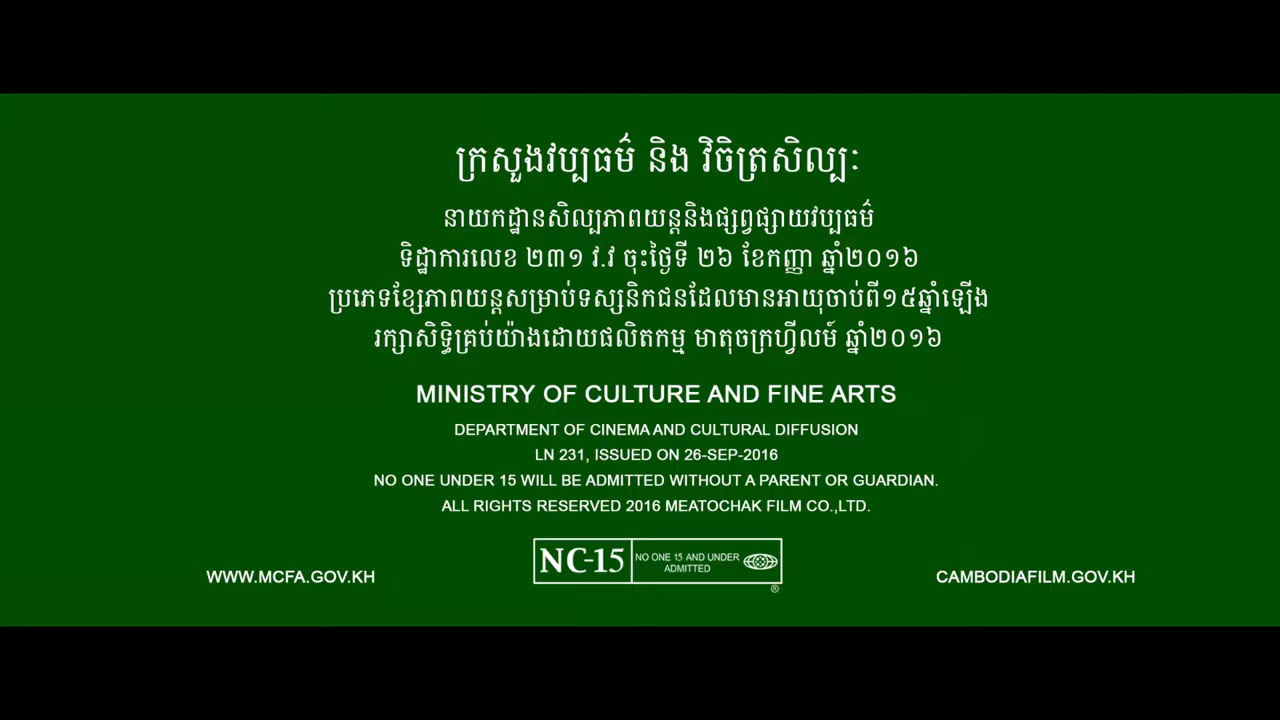 ក្រសួងវប្បធម៌ និង វិចិត្រសិល្បៈ
នាយកដ្ឋានសិល្បភាពយន្តនិងផ្សព្វផ្សាយវប្បធម៌
ទិដ្ឋាការលេខ ២៣១ វ.វ ចុះថ្ងៃទី ២៦ ខែកញ្ញា ឆ្នាំ២០១៦
ប្រភេទខ្សែភាពយន្តសម្រាប់ទស្សនិកជនដែលមានអាយុចាប់ពី១៥ឆ្នាំឡើង
រក្សាសិទ្ធិគ្រប់យ៉ាងដោយផលិតកម្ម មាតុចក្រហ្វីលម៍ ឆ្នាំ២០១៦
MINISTRY OF CULTURE AND FINE ARTS
DEPARTMENT OF CINEMA AND CULTURAL DIFFUSION
LN 231, ISSUED ON 26-SEP-2016
NO ONE UNDER 15 WILL BE ADMITTED WITHOUT A PARENT OR GUARDIAN.
ALL RIGHTS RESERVED 2016 MEATOCHAK FILM CO.,LTD.
NC-15
NO ONE 15 AND UNDER
ADMITTED
®
WWW.MCFA.GOV.KH
CAMBODIAFILM.GOV.KH